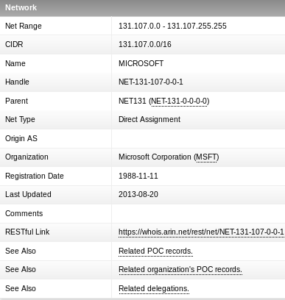 Network
Net Range 131.107.0.0 - 131.107.255.255
CIDR 131.107.0.0/16
Name MICROSOFT
Handle NET-131-107-0-0-1
Parent NET131 (NET-131-0-0-0-0)
Net Type Direct Assignment
Origin AS
Organization Microsoft Corporation (MSFT)
Registration Date 1988-11-11
Last Updated 2013-08-20
Comments
RESTful Link https://whois.arin.net/rest/net/NET-131-107-0-0-1
See Also Related POC records.
See Also Related organization's POC records.
See Also Related delegations.